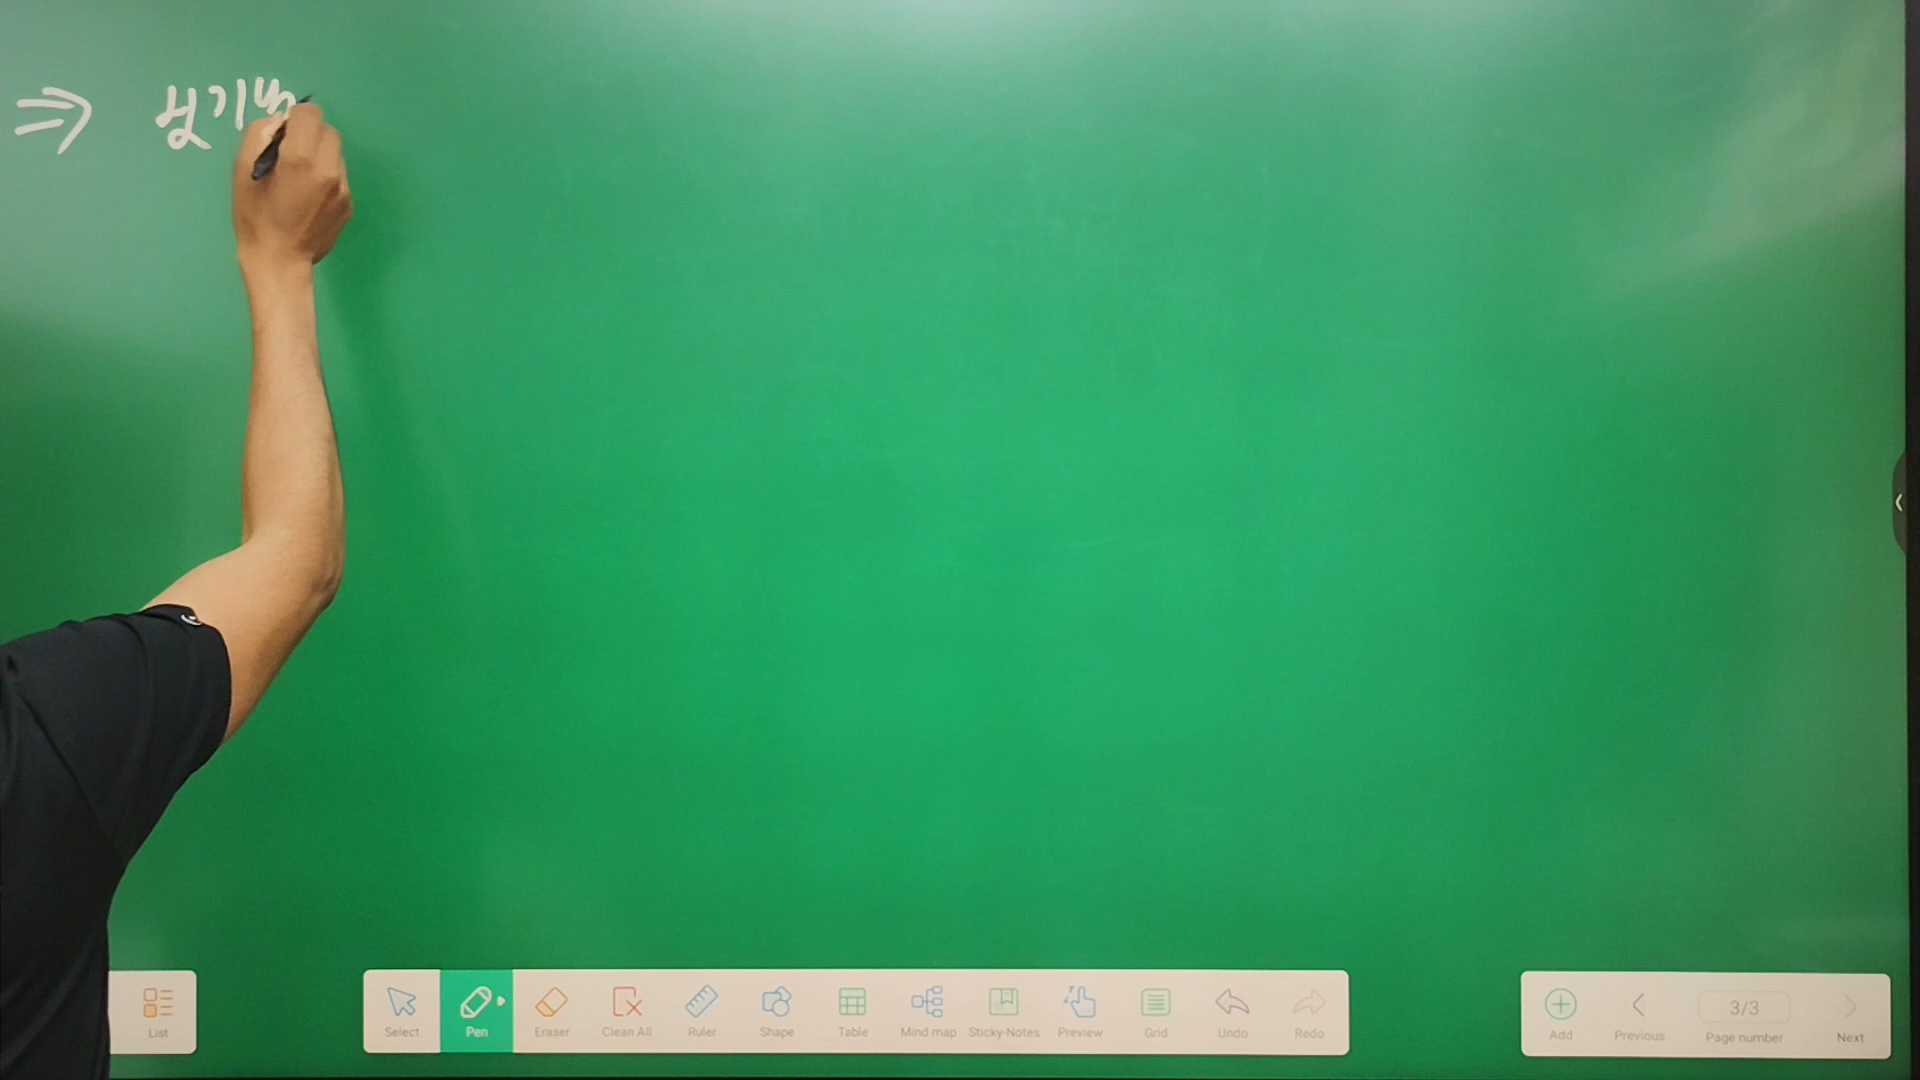 ⇒
List
Select Pen Eraser Clean All Ruler Shape Table Mind map Sticky-Notes Preview Grid Undo Redo
3/3
Add Previous Page number Next